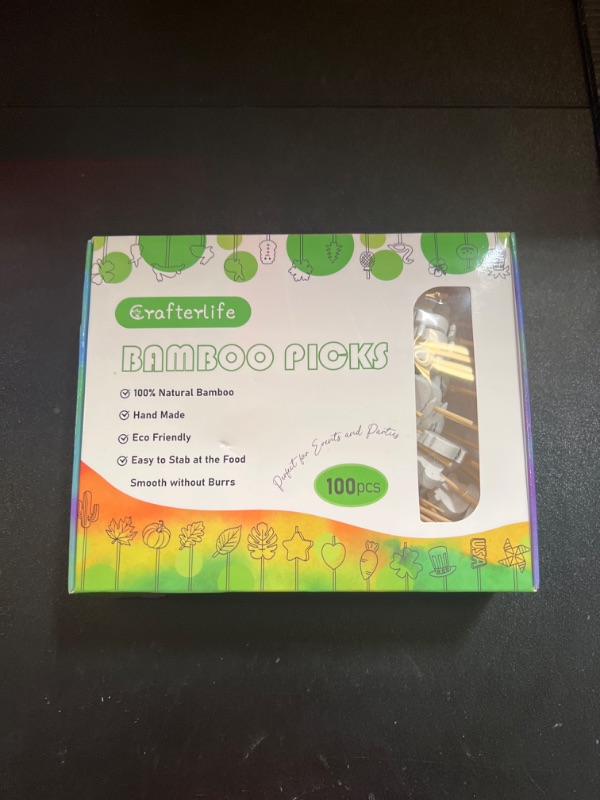 Crafterlife
BAMBOO PICKS
100% Natural Bamboo
Hand Made
Eco Friendly
Easy to Stab at the Food
Smooth without Burrs
Perfect for Events and Parties
100pcs
USA